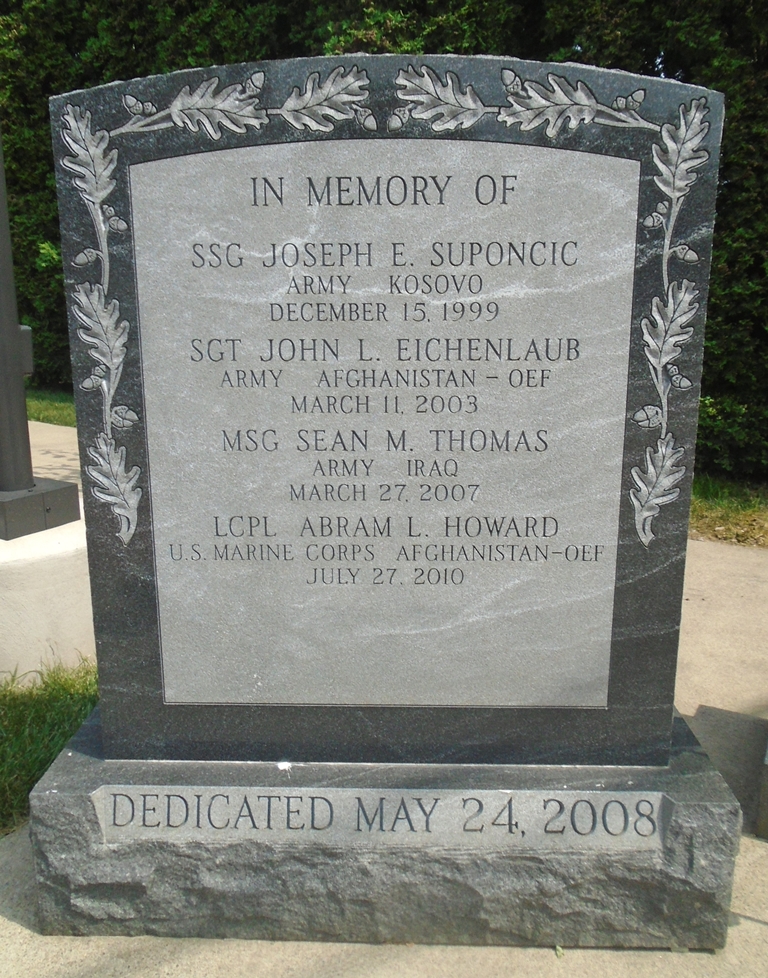 IN MEMORY OF
SSG JOSEPH E. SUPONCIC
ARMY KOSOVO
DECEMBER 15, 1999
SGT JOHN L. EICHENLAUB
ARMY AFGHANISTAN - OEF
MARCH 11, 2003
MSG SEAN M. THOMAS
ARMY IRAQ
MARCH 27, 2007
LCPL ABRAM L. HOWARD
U.S. MARINE CORPS AFGHANISTAN-OEF
JULY 27, 2010
DEDICATED MAY 24, 2008